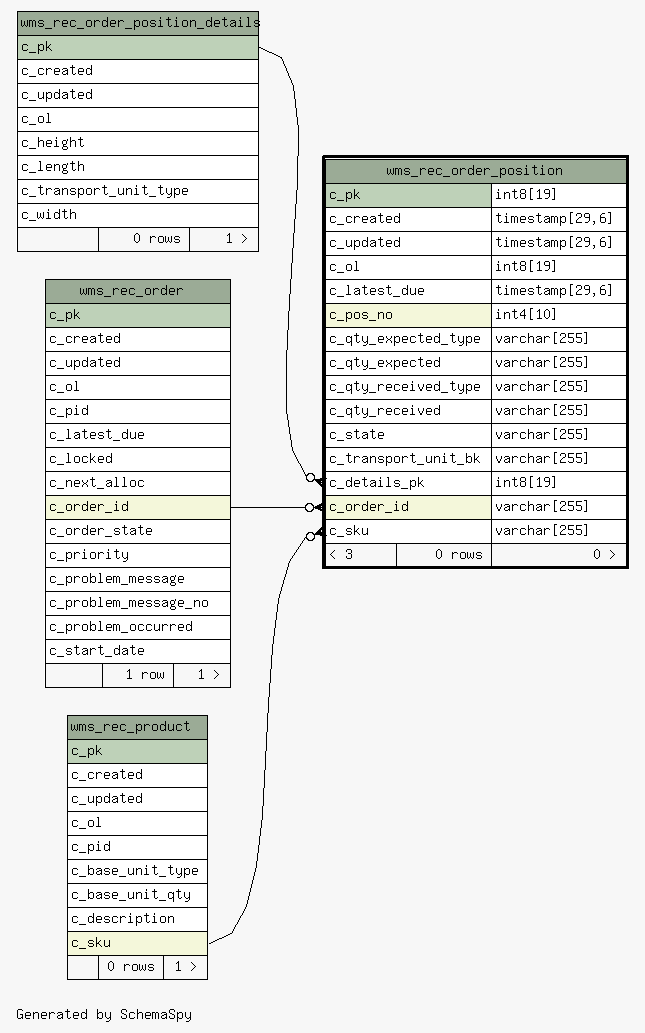 wms_rec_order_position_details
c_pk
c_created
c_updated
c_ol
c_height
c_length
c_transport_unit_type
c_width
0 rows 1 >
wms_rec_order
c_pk
c_created
c_updated
c_ol
c_pid
c_latest_due
c_locked
c_next_alloc
c_order_id
c_order_state
c_priority
c_problem_message
c_problem_message_no
c_problem_occurred
c_start_date
1 row 1 >
wms_rec_product
c_pk
c_created
c_updated
c_ol
c_pid
c_base_unit_type
c_base_unit_qty
c_description
c_sku
0 rows 1 >
wms_rec_order_position
c_pk int8[19]
c_created timestamp[29,6]
c_updated timestamp[29,6]
c_ol int8[19]
c_latest_due timestamp[29,6]
c_pos_no int4[10]
c_qty_expected_type varchar[255]
c_qty_expected varchar[255]
c_qty_received_type varchar[255]
c_qty_received varchar[255]
c_state varchar[255]
c_transport_unit_bk varchar[255]
c_details_pk int8[19]
c_order_id varchar[255]
c_sku varchar[255]
< 3 0 rows 0 >
Generated by SchemaSpy